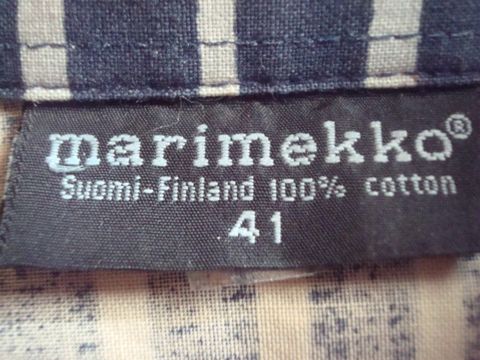 marimekko®
Suomi-Finland 100% cotton
41